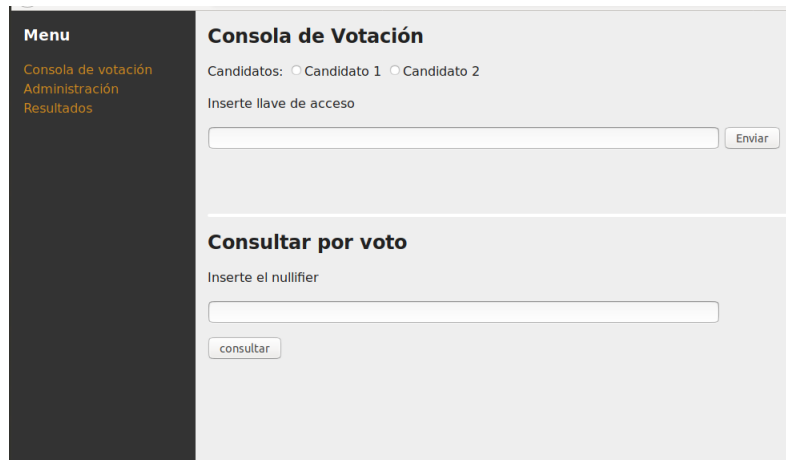 Menu
Consola de votación
Administración
Resultados
Consola de Votación
Candidatos: Candidato 1 Candidato 2
Inserte llave de acceso
Enviar
Consultar por voto
Inserte el nullifier
consultar